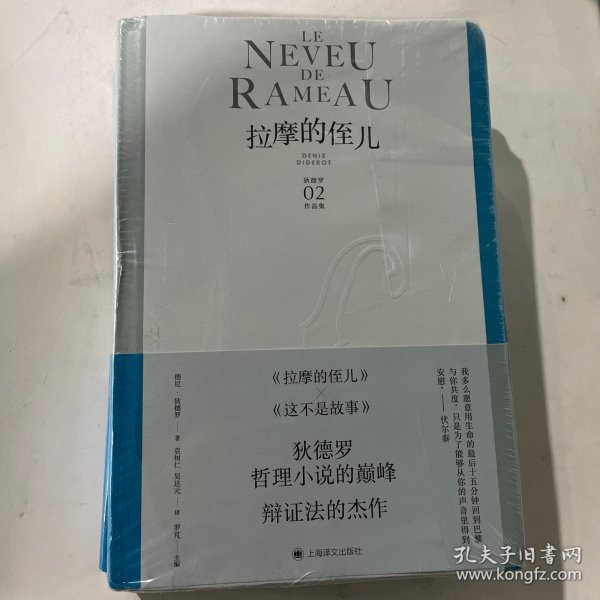 LE
NEVEU
DE
RAMEAU
拉摩的侄儿
DENIS
DIDEROT
狄德罗
02
作品集
《拉摩的侄儿》
×
《这不是故事》
狄德罗
哲理小说的巅峰
辩证法的杰作
我多么愿意用生命的最后十五分钟回到巴黎
与你共度，只是为了能够从你的声音里得到
安慰。——伏尔泰
德尼·狄德罗——著 袁树仁 吴达元——译 罗芃——主编
上海译文出版社
孔夫子旧书网
www.kongfz.com